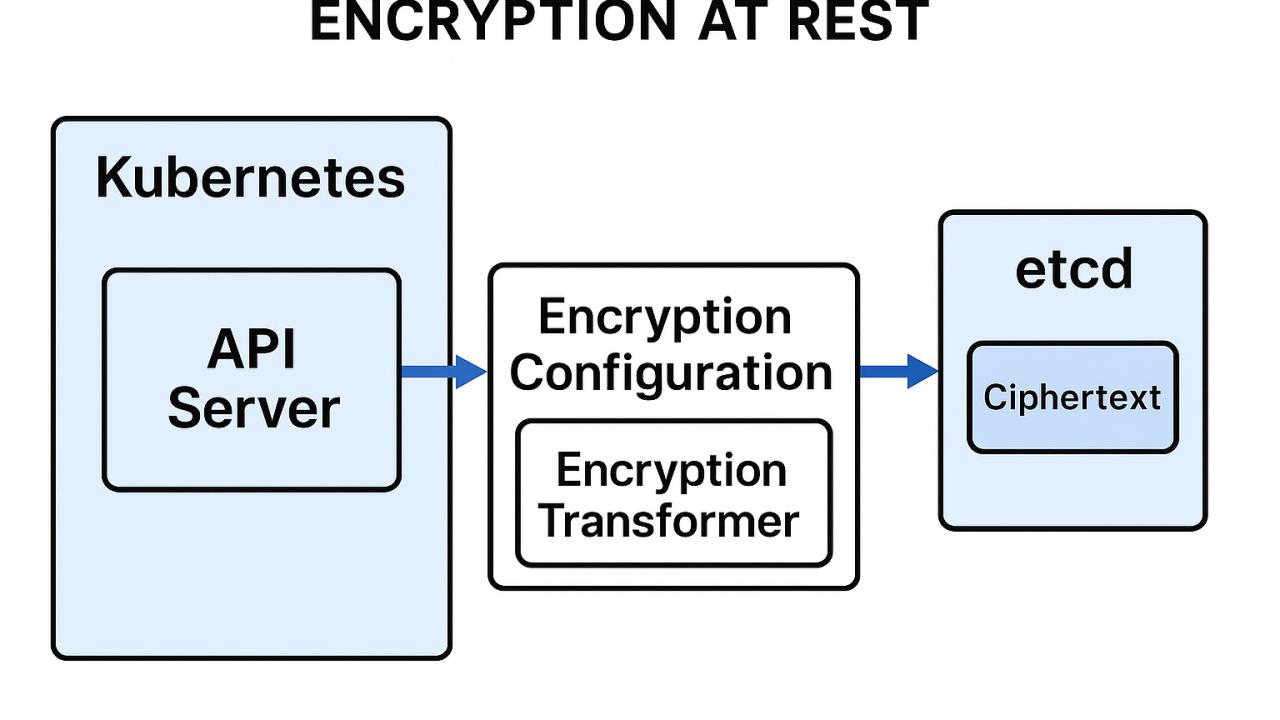 ENCRYPTION AT REST
Kubernetes
API
Server
Encryption
Configuration
Encryption
Transformer
etcd
Ciphertext